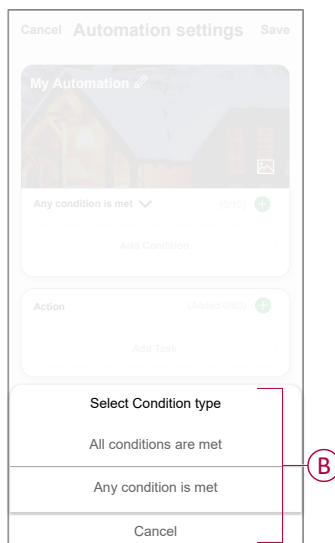 Cancel Automation settings Save
My Automation
Any condition is met (0/10)
Add Condition
Action (Added 0/60)
Add Task
Select Condition type
All conditions are met
Any condition is met
Cancel
B